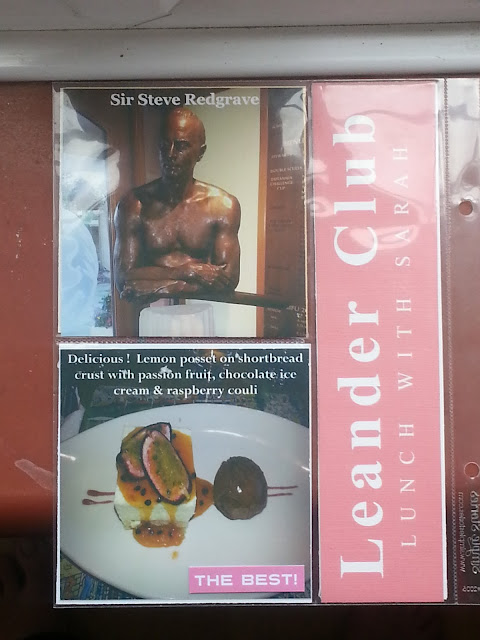 Sir Steve Redgrave
Delicious ! Lemon posset on shortbread
crust with passion fruit, chocolate ice
cream & raspberry couli
THE BEST!
Leander Club
LUNCH WITH SARAH